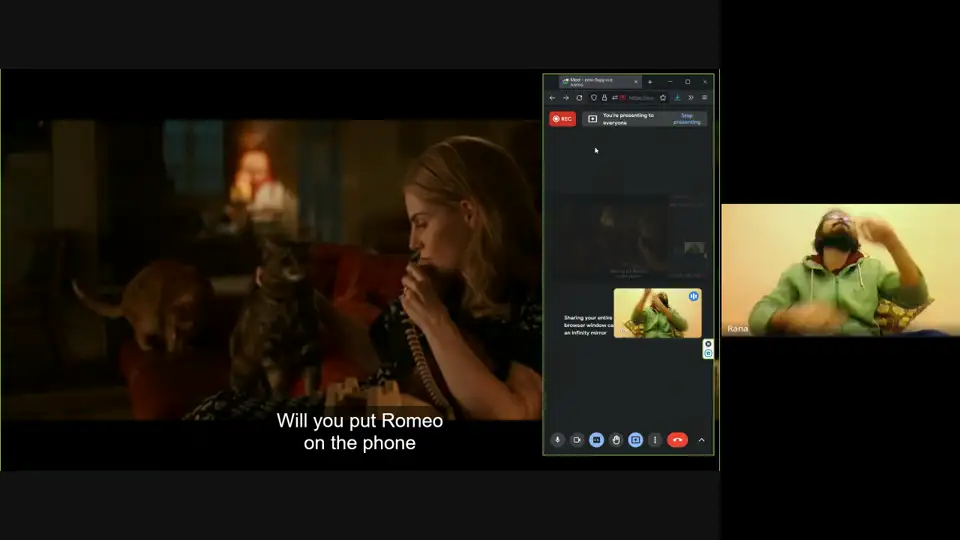 REC
You're presenting to
everyone
Stop
presenting
Sharing your entire
browser window ca
an infinity mirror
Rana
Will you put Romeo
on the phone